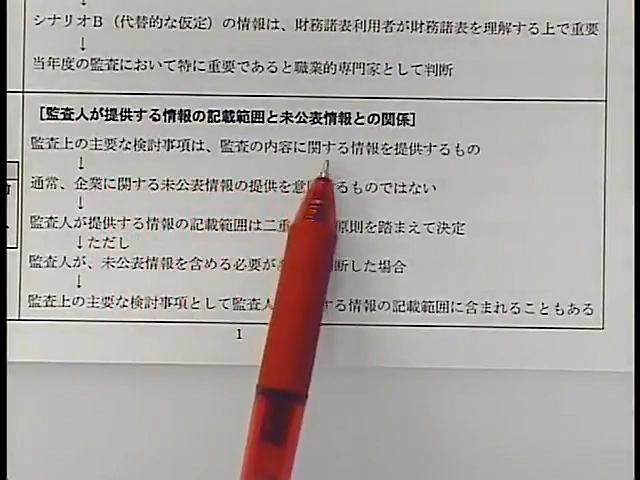 ↓
シナリオB（代替的な仮定）の情報は、財務諸表利用者が財務諸表を理解する上で重要
↓
当年度の監査において特に重要であると職業的専門家として判断
［監査人が提供する情報の記載範囲と未公表情報との関係］
監査上の主要な検討事項は、監査の内容に関する情報を提供するもの
↓
通常、企業に関する未公表情報の提供を意 るものではない
↓
監査人が提供する情報の記載範囲は二重 原則を踏まえて決定
↓ただし
監査人が、未公表情報を含める必要が 断した場合
↓
監査上の主要な検討事項として監査人 する情報の記載範囲に含まれることもある
1